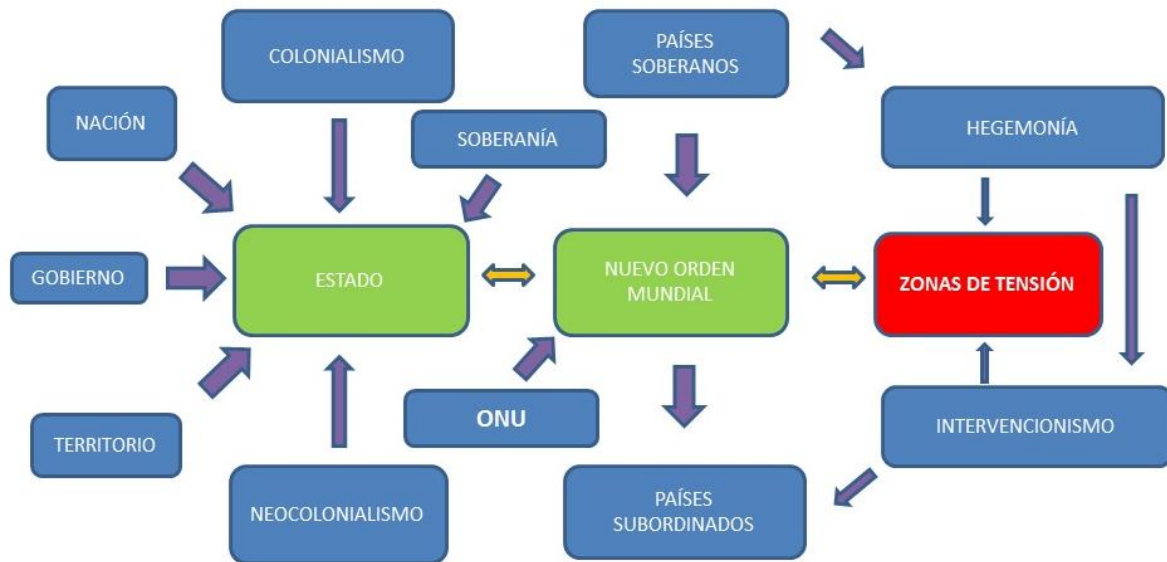 COLONIALISMO
PAÍSES
SOBERANOS
NACIÓN
SOBERANÍA
HEGEMONÍA
GOBIERNO
ESTADO
NUEVO ORDEN
MUNDIAL
ZONAS DE TENSIÓN
TERRITORIO
ONU
INTERVENCIONISMO
NEOCOLONIALISMO
PAÍSES
SUBORDINADOS